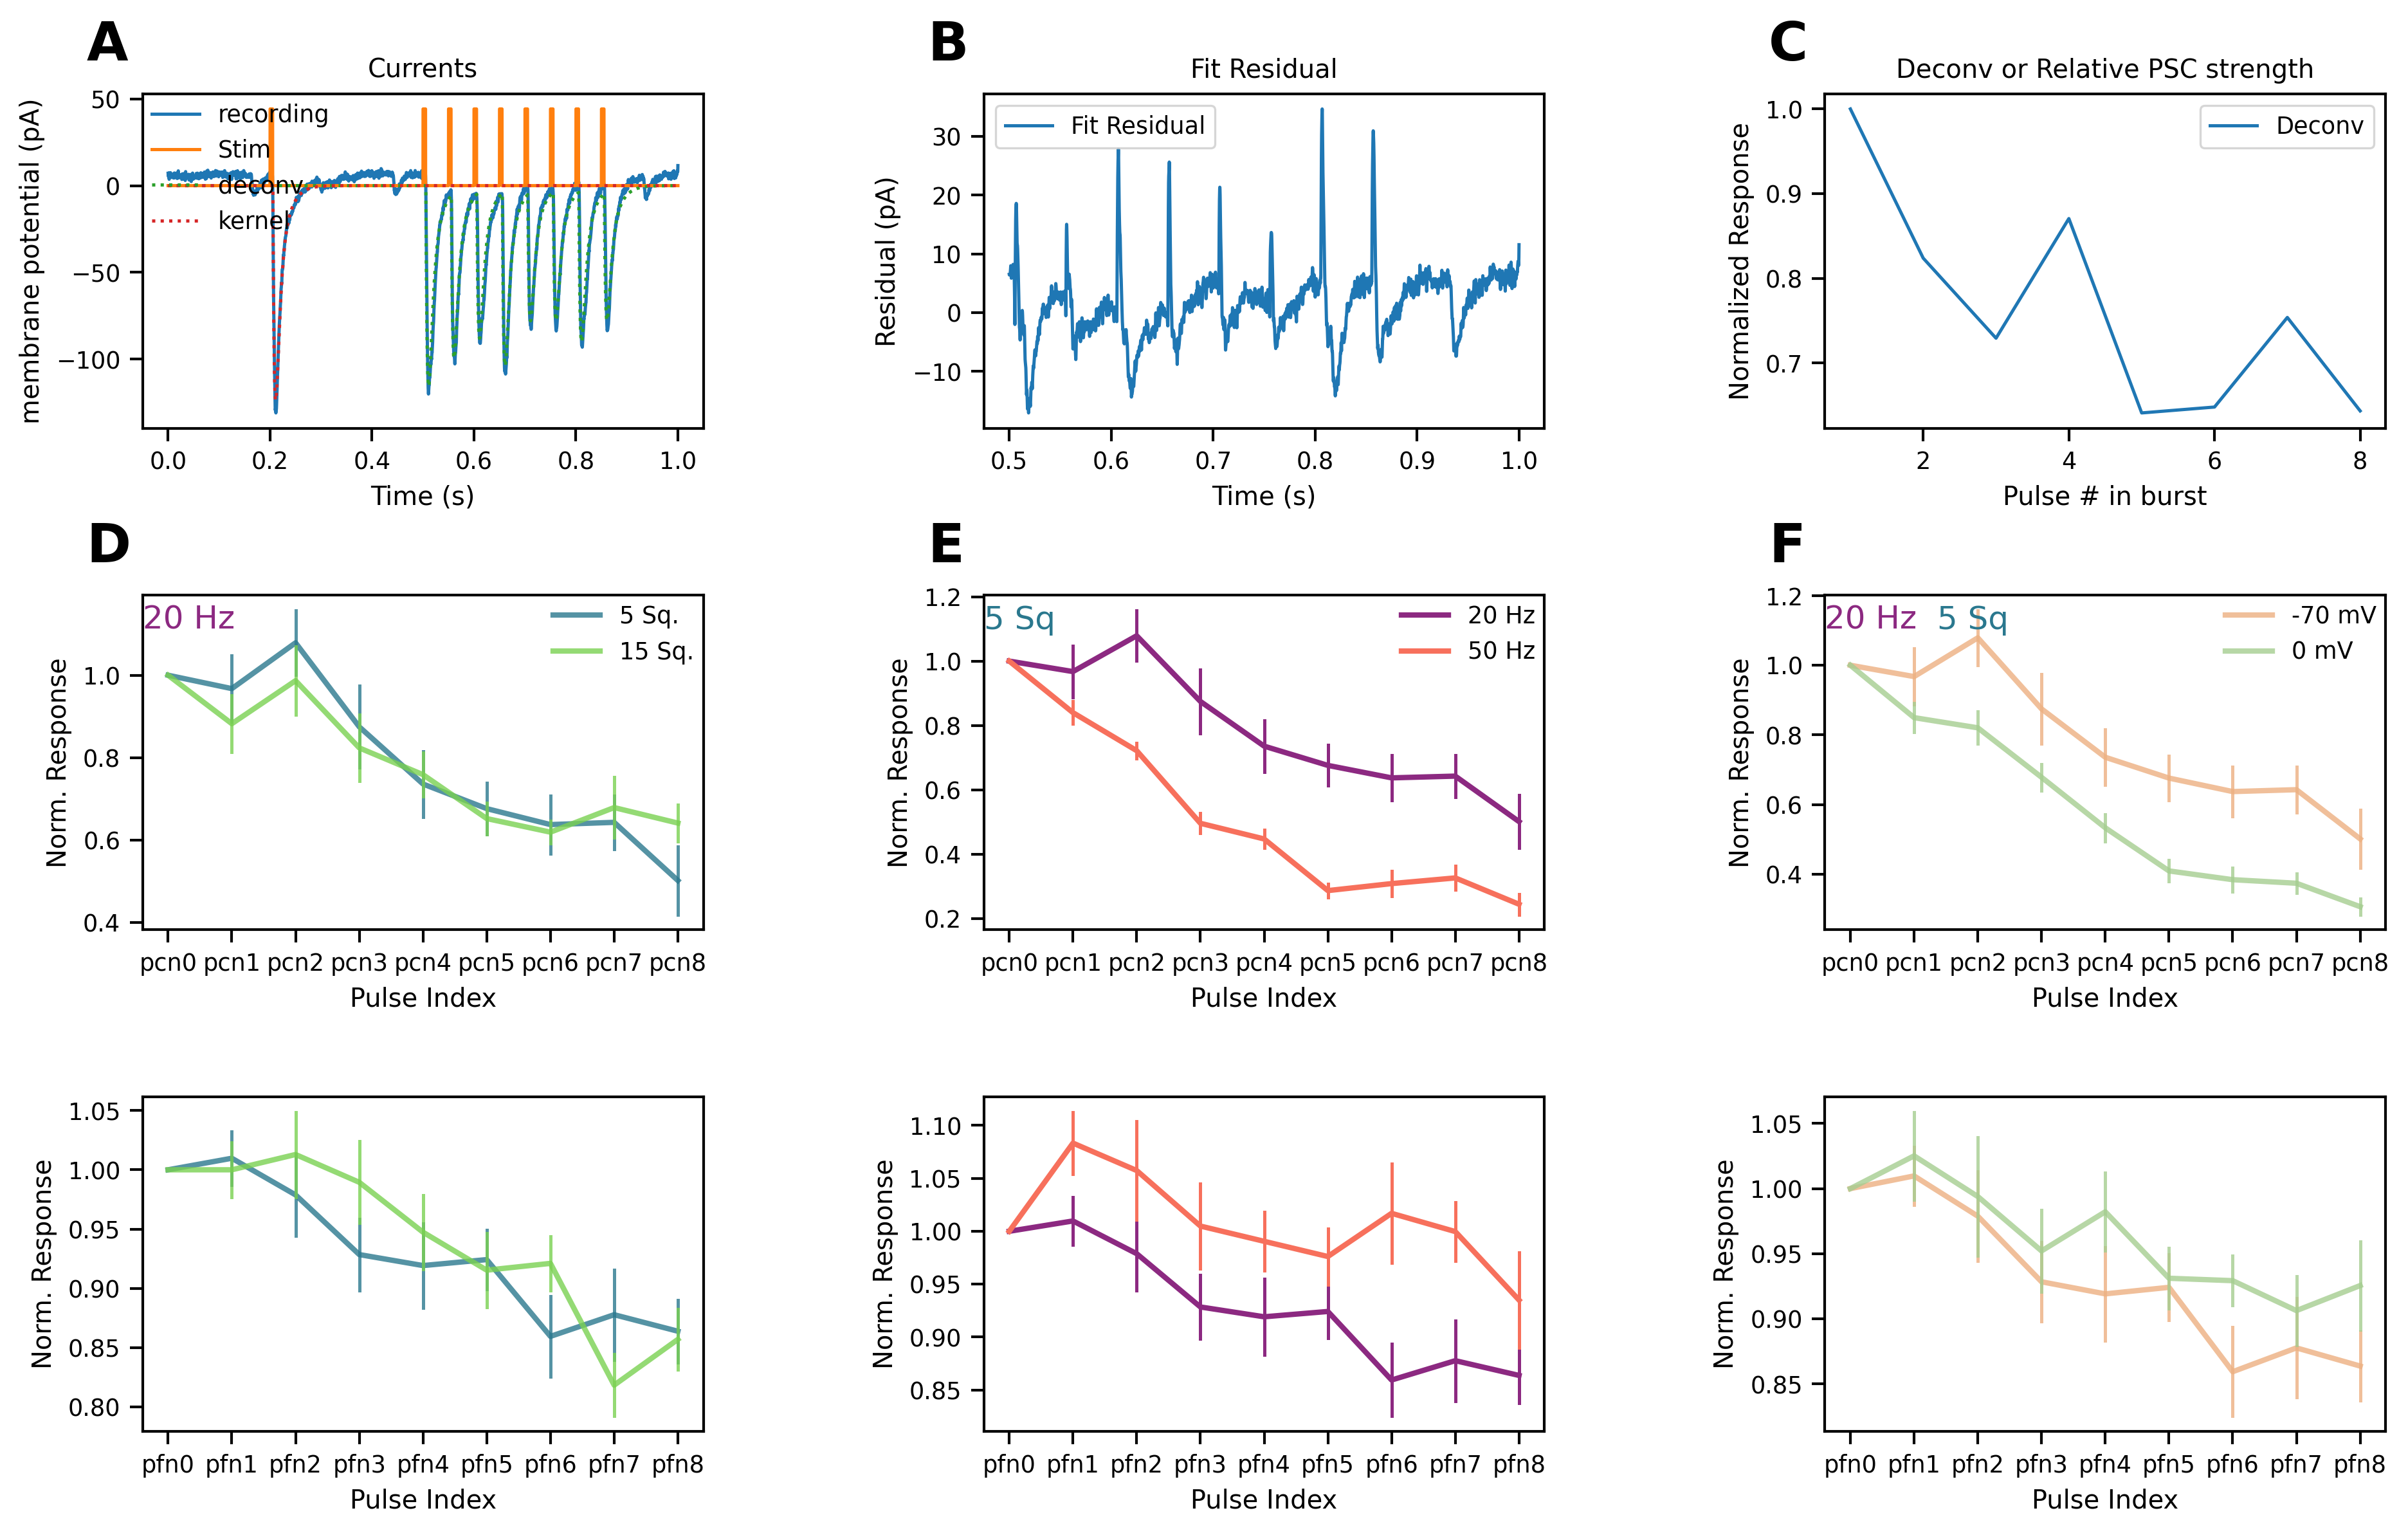 A
B
C
Currents
Fit Residual
Deconv or Relative PSC strength
membrane potential (pA)
50
0
−50
−100
recording
Stim
deconv
kernel
0.0 0.2 0.4 0.6 0.8 1.0
Time (s)
Residual (pA)
30
20
10
0
−10
Fit Residual
0.5 0.6 0.7 0.8 0.9 1.0
Time (s)
Normalized Response
1.0
0.9
0.8
0.7
Deconv
2 4 6 8
Pulse # in burst
D
E
F
Norm. Response
1.0
0.8
0.6
0.4
20 Hz
5 Sq.
15 Sq.
pcn0 pcn1 pcn2 pcn3 pcn4 pcn5 pcn6 pcn7 pcn8
Pulse Index
Norm. Response
1.2
1.0
0.8
0.6
0.4
0.2
5 Sq
20 Hz
50 Hz
pcn0 pcn1 pcn2 pcn3 pcn4 pcn5 pcn6 pcn7 pcn8
Pulse Index
Norm. Response
1.2
1.0
0.8
0.6
0.4
20 Hz 5 Sq
-70 mV
0 mV
pcn0 pcn1 pcn2 pcn3 pcn4 pcn5 pcn6 pcn7 pcn8
Pulse Index
Norm. Response
1.05
1.00
0.95
0.90
0.85
0.80
pfn0 pfn1 pfn2 pfn3 pfn4 pfn5 pfn6 pfn7 pfn8
Pulse Index
Norm. Response
1.10
1.05
1.00
0.95
0.90
0.85
pfn0 pfn1 pfn2 pfn3 pfn4 pfn5 pfn6 pfn7 pfn8
Pulse Index
Norm. Response
1.05
1.00
0.95
0.90
0.85
pfn0 pfn1 pfn2 pfn3 pfn4 pfn5 pfn6 pfn7 pfn8
Pulse Index